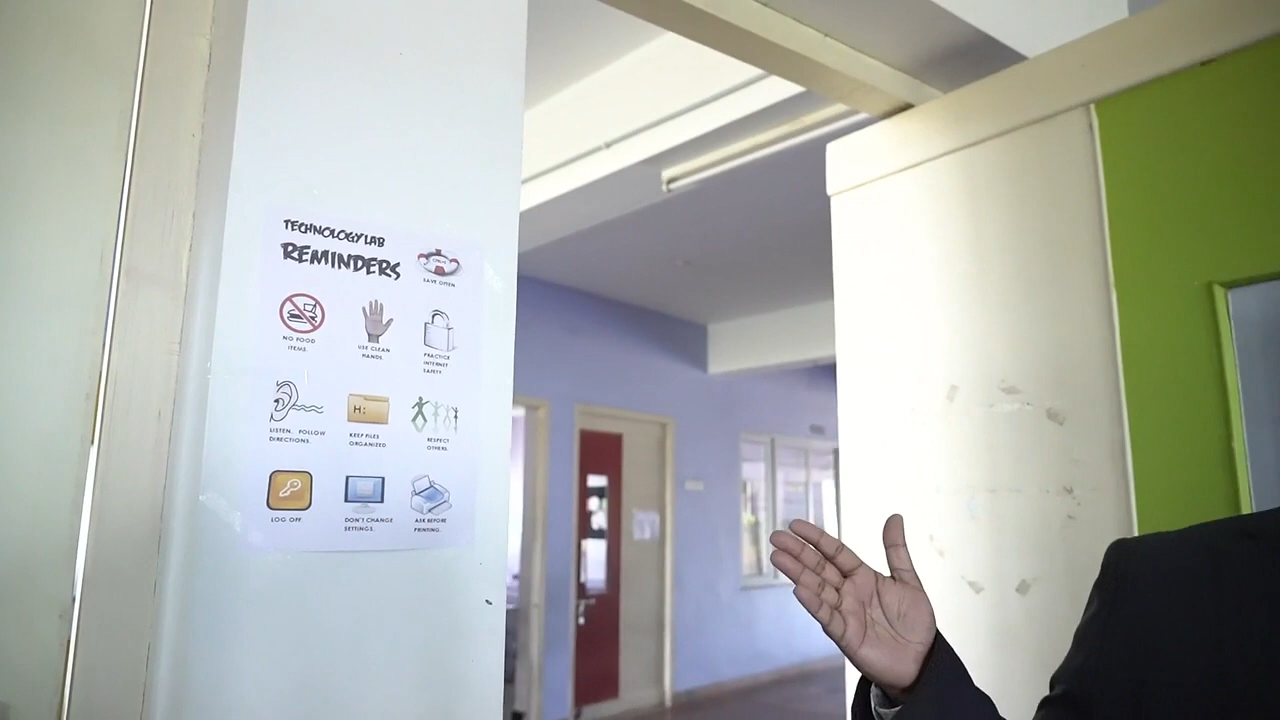 TECHNOLOGY LAB
REMINDERS
SAVE OFTEN
NO FOOD
ITEMS.
USE CLEAN
HANDS.
PRACTICE
INTERNET
SAFETY.
LISTEN. FOLLOW
DIRECTIONS.
H:
KEEP FILES
ORGANIZED.
RESPECT
OTHERS.
LOG OFF.
DON'T CHANGE
SETTINGS.
ASK BEFORE
PRINTING.